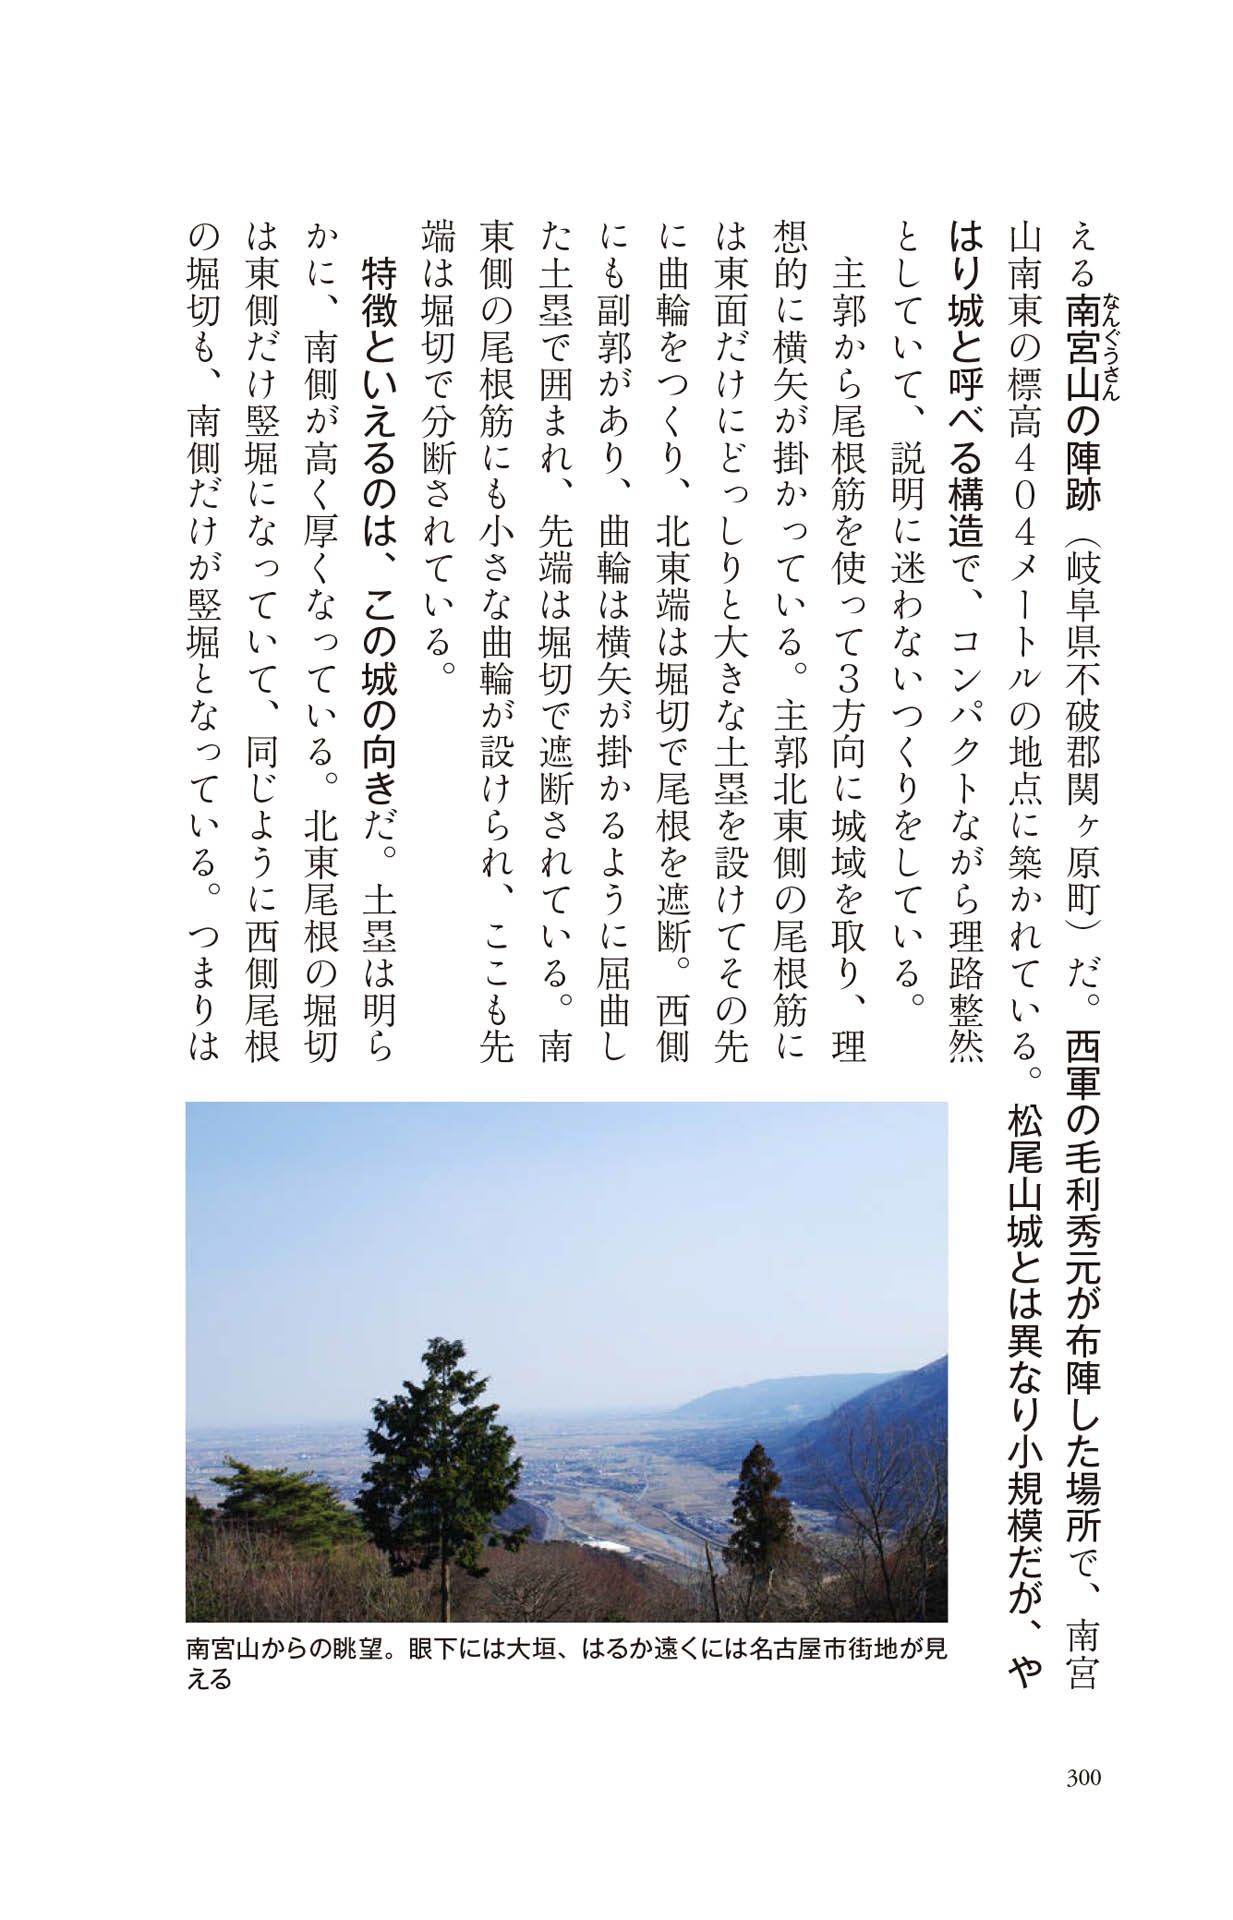 える南宮山の陣跡（岐阜県不破郡関ヶ原町）だ。西軍の毛利秀元が布陣した場所で、南宮
なんぐうさん
山南東の標高４０４メートルの地点に築かれている。松尾山城とは異なり小規模だが、や
はり城と呼べる構造で、コンパクトながら理路整然
としていて、説明に迷わないつくりをしている。
主郭から尾根筋を使って３方向に城域を取り、理
想的に横矢が掛かっている。主郭北東側の尾根筋に
は東面だけにどっしりと大きな土塁を設けてその先
に曲輪をつくり、北東端は堀切で尾根を遮断。西側
にも副郭があり、曲輪は横矢が掛かるように屈曲し
た土塁で囲まれ、先端は堀切で遮断されている。南
東側の尾根筋にも小さな曲輪が設けられ、ここも先
端は堀切で分断されている。
特徴といえるのは、この城の向きだ。土塁は明ら
かに、南側が高く厚くなっている。北東尾根の堀切
は東側だけ竪堀になっていて、同じように西側尾根
の堀切も、南側だけが竪堀となっている。つまりは
南宮山からの眺望。眼下には大垣、はるか遠くには名古屋市街地が見
える
300